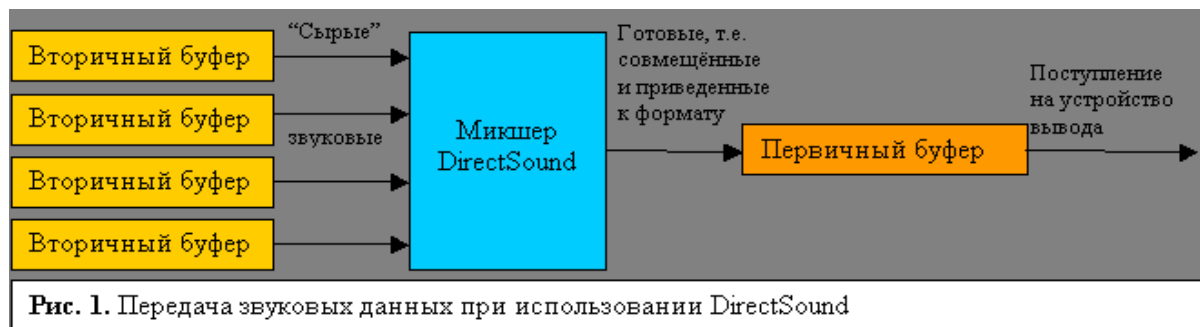 Вторичный буфер
Вторичный буфер
Вторичный буфер
Вторичный буфер
“Сырые”
звуковые
Микшер
DirectSound
Готовые, т.е.
совмещённые
и приведенные
к формату
Первичный буфер
Поступление
на устройство
вывода
Рис. 1. Передача звуковых данных при использовании DirectSound